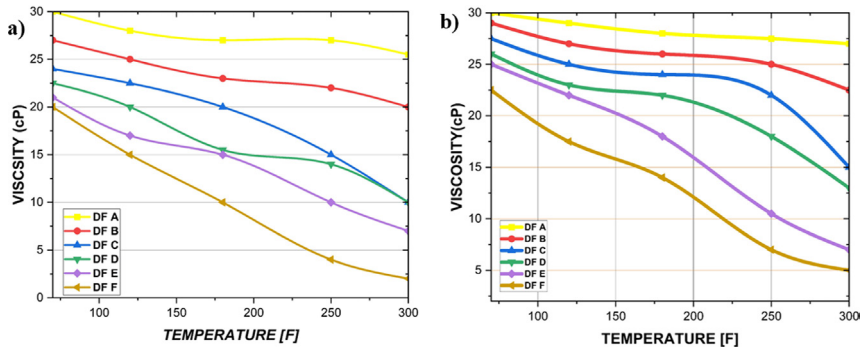 a)
30
25
20
15
10
5
0
VISCSITY (cP)
DF A
DF B
DF C
DF D
DF E
DF F
100
150
200
250
300
TEMPERATURE [F]
b)
30
25
20
15
10
5
VISCOSITY(cP)
DF A
DF B
DF C
DF D
DF E
DF F
100
150
200
250
300
TEMPERATURE [F]